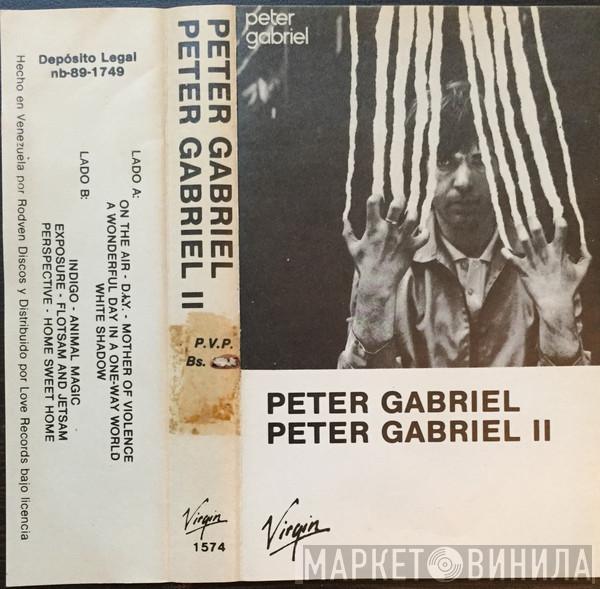 Depósito Legal
nb-89-1749
LADO A:
ON THE AIR - D.I.Y. - MOTHER OF VIOLENCE
A WONDERFUL DAY IN A ONE-WAY WORLD
WHITE SHADOW
LADO B:
INDIGO - ANIMAL MAGIC
EXPOSURE - FLOTSAM AND JETSAM
PERSPECTIVE - HOME SWEET HOME
Hecho en Venezuela por Rodven Discos y Distribuido por Love Records bajo licencia
PETER GABRIEL
PETER GABRIEL II
P.V.P.
Bs.
Virgin
1574
peter
gabriel
PETER GABRIEL
PETER GABRIEL II
Virgin
МАРКЕТ ВИНИЛА